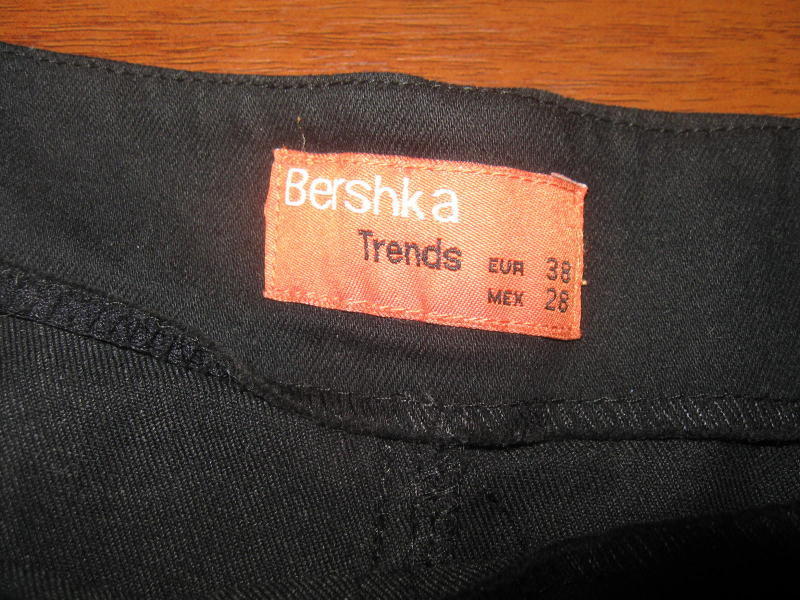 Bershka
Trends
EUR 38
MEX 28